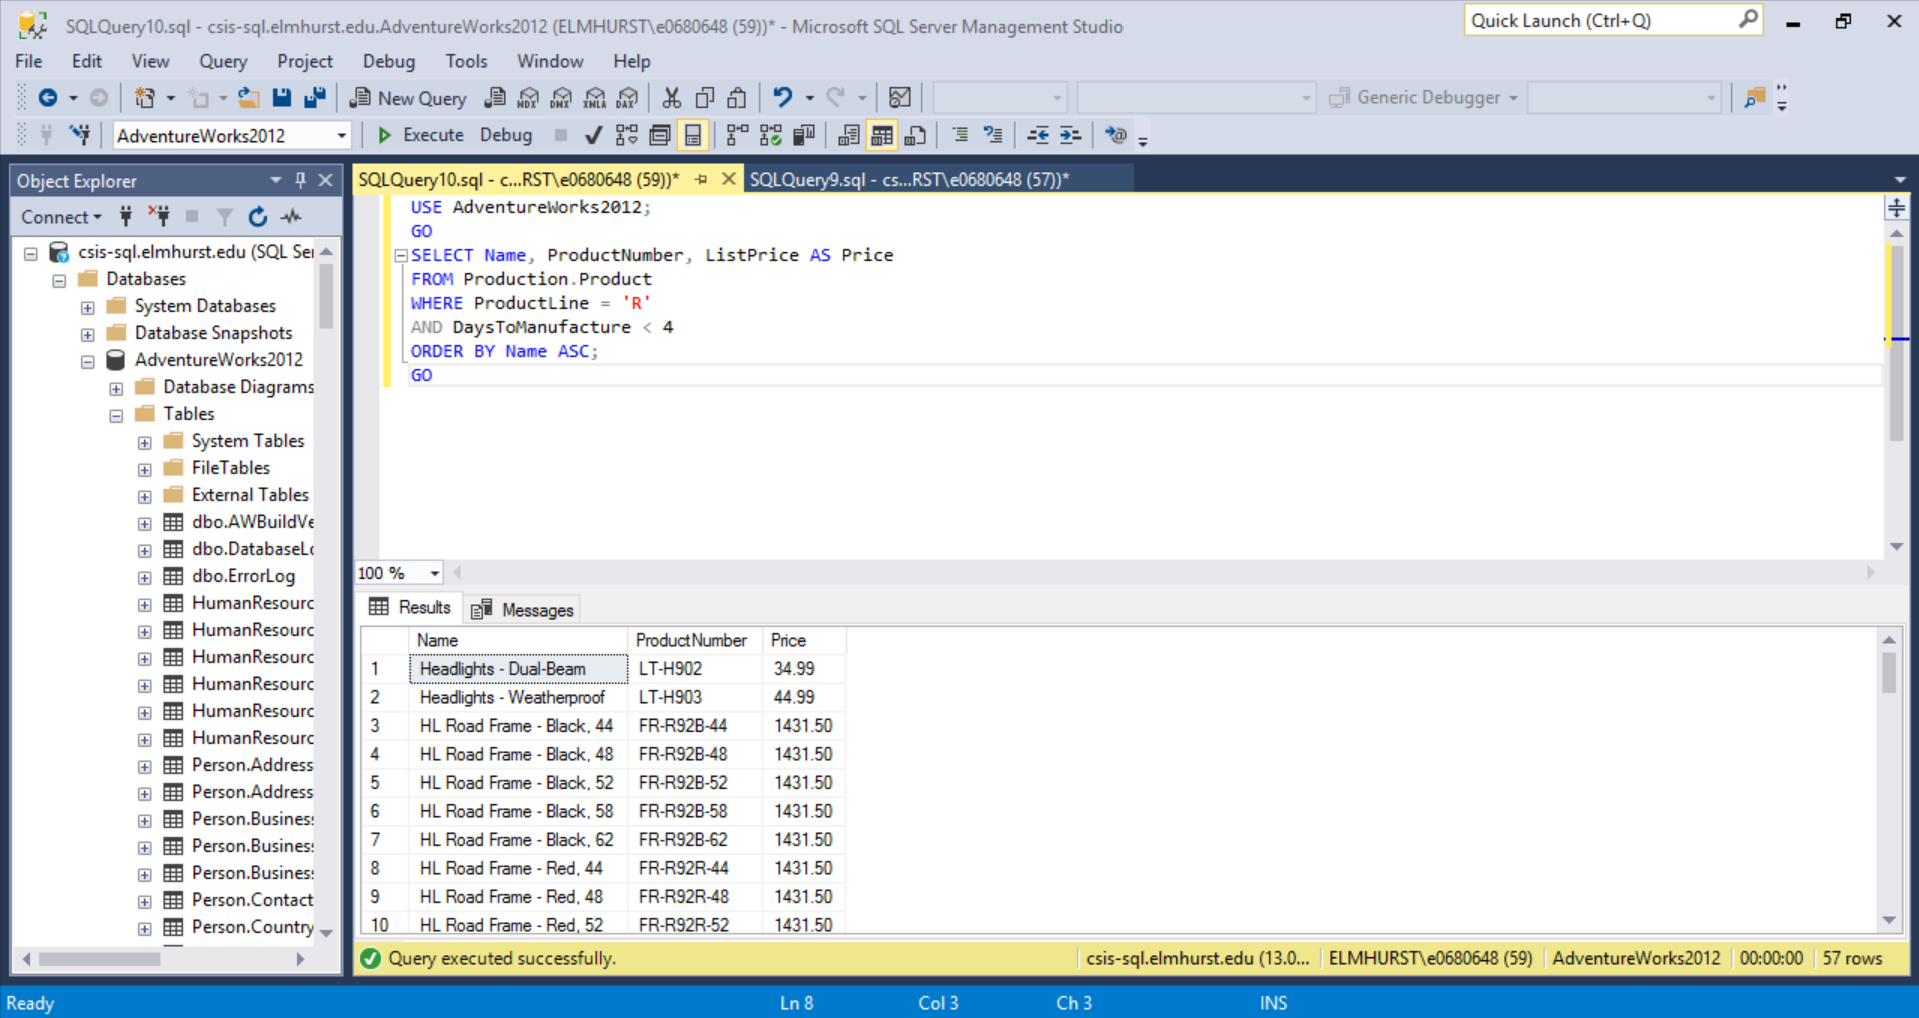 SQLQuery10.sql - csis-sql.elmhurst.edu.AdventureWorks2012 (ELMHURST\e0680648 (59))* - Microsoft SQL Server Management Studio
Quick Launch (Ctrl+Q)
File Edit View Query Project Debug Tools Window Help
New Query MDX DMX XMLA DAX Generic Debugger
AdventureWorks2012 Execute Debug
Object Explorer
SQLQuery10.sql - c...RST\e0680648 (59))* SQLQuery9.sql - cs...RST\e0680648 (57))*
Connect
csis-sql.elmhurst.edu (SQL Ser
Databases
System Databases
Database Snapshots
AdventureWorks2012
Database Diagrams
Tables
System Tables
FileTables
External Tables
dbo.AWBuildVe
dbo.DatabaseLo
dbo.ErrorLog
HumanResourc
HumanResourc
HumanResourc
HumanResourc
HumanResourc
HumanResourc
Person.Address
Person.Address
Person.Business
Person.Business
Person.Business
Person.Contact
Person.Country
USE AdventureWorks2012;
GO
SELECT Name, ProductNumber, ListPrice AS Price
FROM Production.Product
WHERE ProductLine = 'R'
AND DaysToManufacture < 4
ORDER BY Name ASC;
GO
100 %
Results Messages
Name ProductNumber Price
1 Headlights - Dual-Beam LT-H902 34.99
2 Headlights - Weatherproof LT-H903 44.99
3 HL Road Frame - Black, 44 FR-R92B-44 1431.50
4 HL Road Frame - Black, 48 FR-R92B-48 1431.50
5 HL Road Frame - Black, 52 FR-R92B-52 1431.50
6 HL Road Frame - Black, 58 FR-R92B-58 1431.50
7 HL Road Frame - Black, 62 FR-R92B-62 1431.50
8 HL Road Frame - Red, 44 FR-R92R-44 1431.50
9 HL Road Frame - Red, 48 FR-R92R-48 1431.50
10 HL Road Frame - Red, 52 FR-R92R-52 1431.50
Query executed successfully. csis-sql.elmhurst.edu (13.0... ELMHURST\e0680648 (59) AdventureWorks2012 00:00:00 57 rows
Ready Ln 8 Col 3 Ch 3 INS